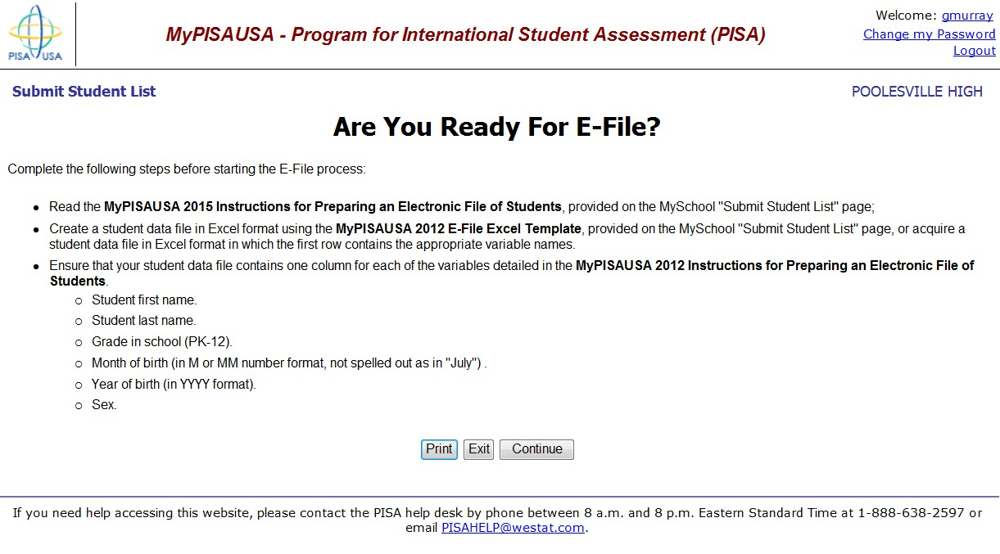 PISA USA
MyPISAUSA - Program for International Student Assessment (PISA)
Welcome: gmurray
Change my Password
Logout
Submit Student List
POOLESVILLE HIGH
Are You Ready For E-File?
Complete the following steps before starting the E-File process:
Read the MyPISAUSA 2015 Instructions for Preparing an Electronic File of Students, provided on the MySchool "Submit Student List" page;
Create a student data file in Excel format using the MyPISAUSA 2012 E-File Excel Template, provided on the MySchool "Submit Student List" page, or acquire a
student data file in Excel format in which the first row contains the appropriate variable names.
Ensure that your student data file contains one column for each of the variables detailed in the MyPISAUSA 2012 Instructions for Preparing an Electronic File of
Students.
Student first name.
Student last name.
Grade in school (PK-12).
Month of birth (in M or MM number format, not spelled out as in "July") .
Year of birth (in YYYY format).
Sex.
Print Exit Continue
If you need help accessing this website, please contact the PISA help desk by phone between 8 a.m. and 8 p.m. Eastern Standard Time at 1-888-638-2597 or
email PISAHELP@westat.com.